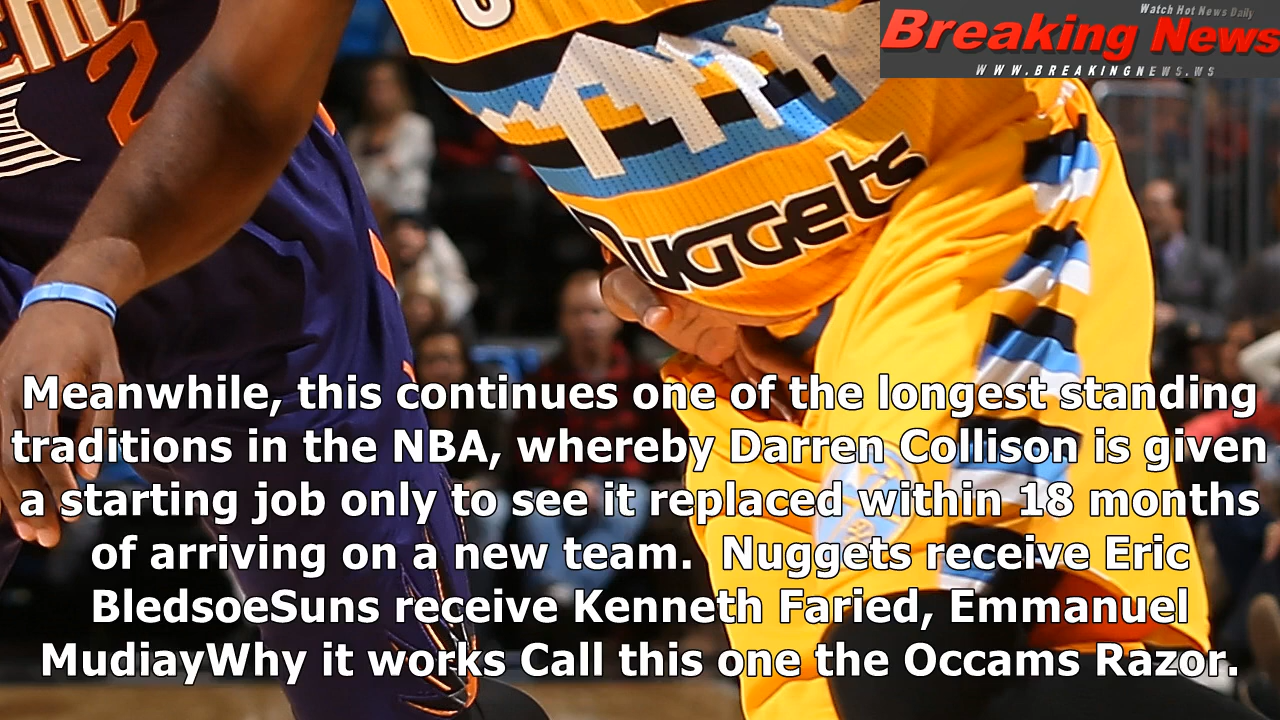 Watch Hot News Daily
Breaking News
WWW.BREAKINGNEWS.WS
2
Nuggets
Meanwhile, this continues one of the longest standing
traditions in the NBA, whereby Darren Collison is given
a starting job only to see it replaced within 18 months
of arriving on a new team.  Nuggets receive Eric
BledsoeSuns receive Kenneth Faried, Emmanuel
MudiayWhy it works Call this one the Occams Razor.